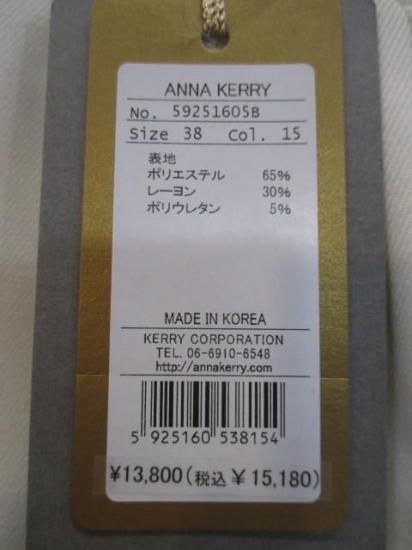 ANNA KERRY
No. 59251605B
Size 38 Col. 15
表地
ポリエステル 65%
レーヨン 30%
ポリウレタン 5%
MADE IN KOREA
KERRY CORPORATION
TEL. 06-6910-6548
http://annakerry.com
5 925160 538154
¥13,800(税込 ¥ 15,180)